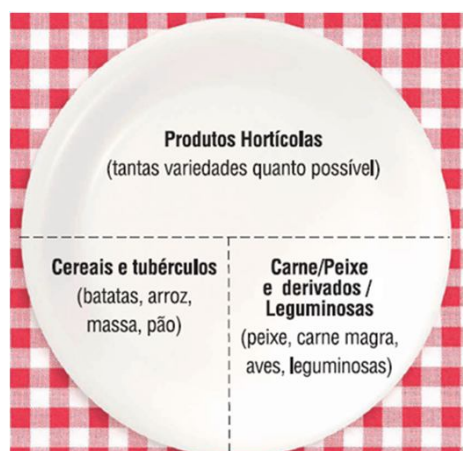 Produtos Hortícolas
(tantas variedades quanto possível)
Cereais e tubérculos
(batatas, arroz,
massa, pão)
Carne/Peixe
e derivados /
Leguminosas
(peixe, carne magra,
aves, leguminosas)